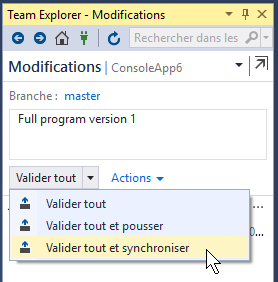 Team Explorer - Modifications
Rechercher dans les
Modifications | ConsoleApp6
Branche : master
Full program version 1
Valider tout Actions
Valider tout
Valider tout et pousser
Valider tout et synchroniser